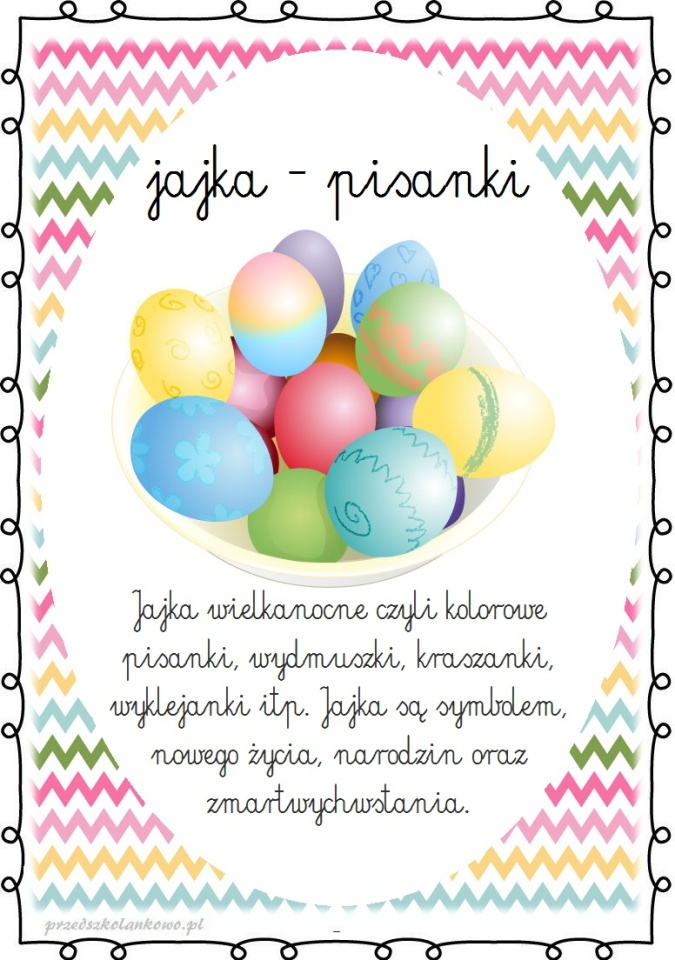 jajka - pisanki
Jajka wielkanocne czyli kolorowe
pisanki, wydmuszki, kraszanki,
wyklejanki itp. Jajka są symbolem,
nowego życia, narodzin oraz
zmartwychwstania.
przedszkolankowo.pl